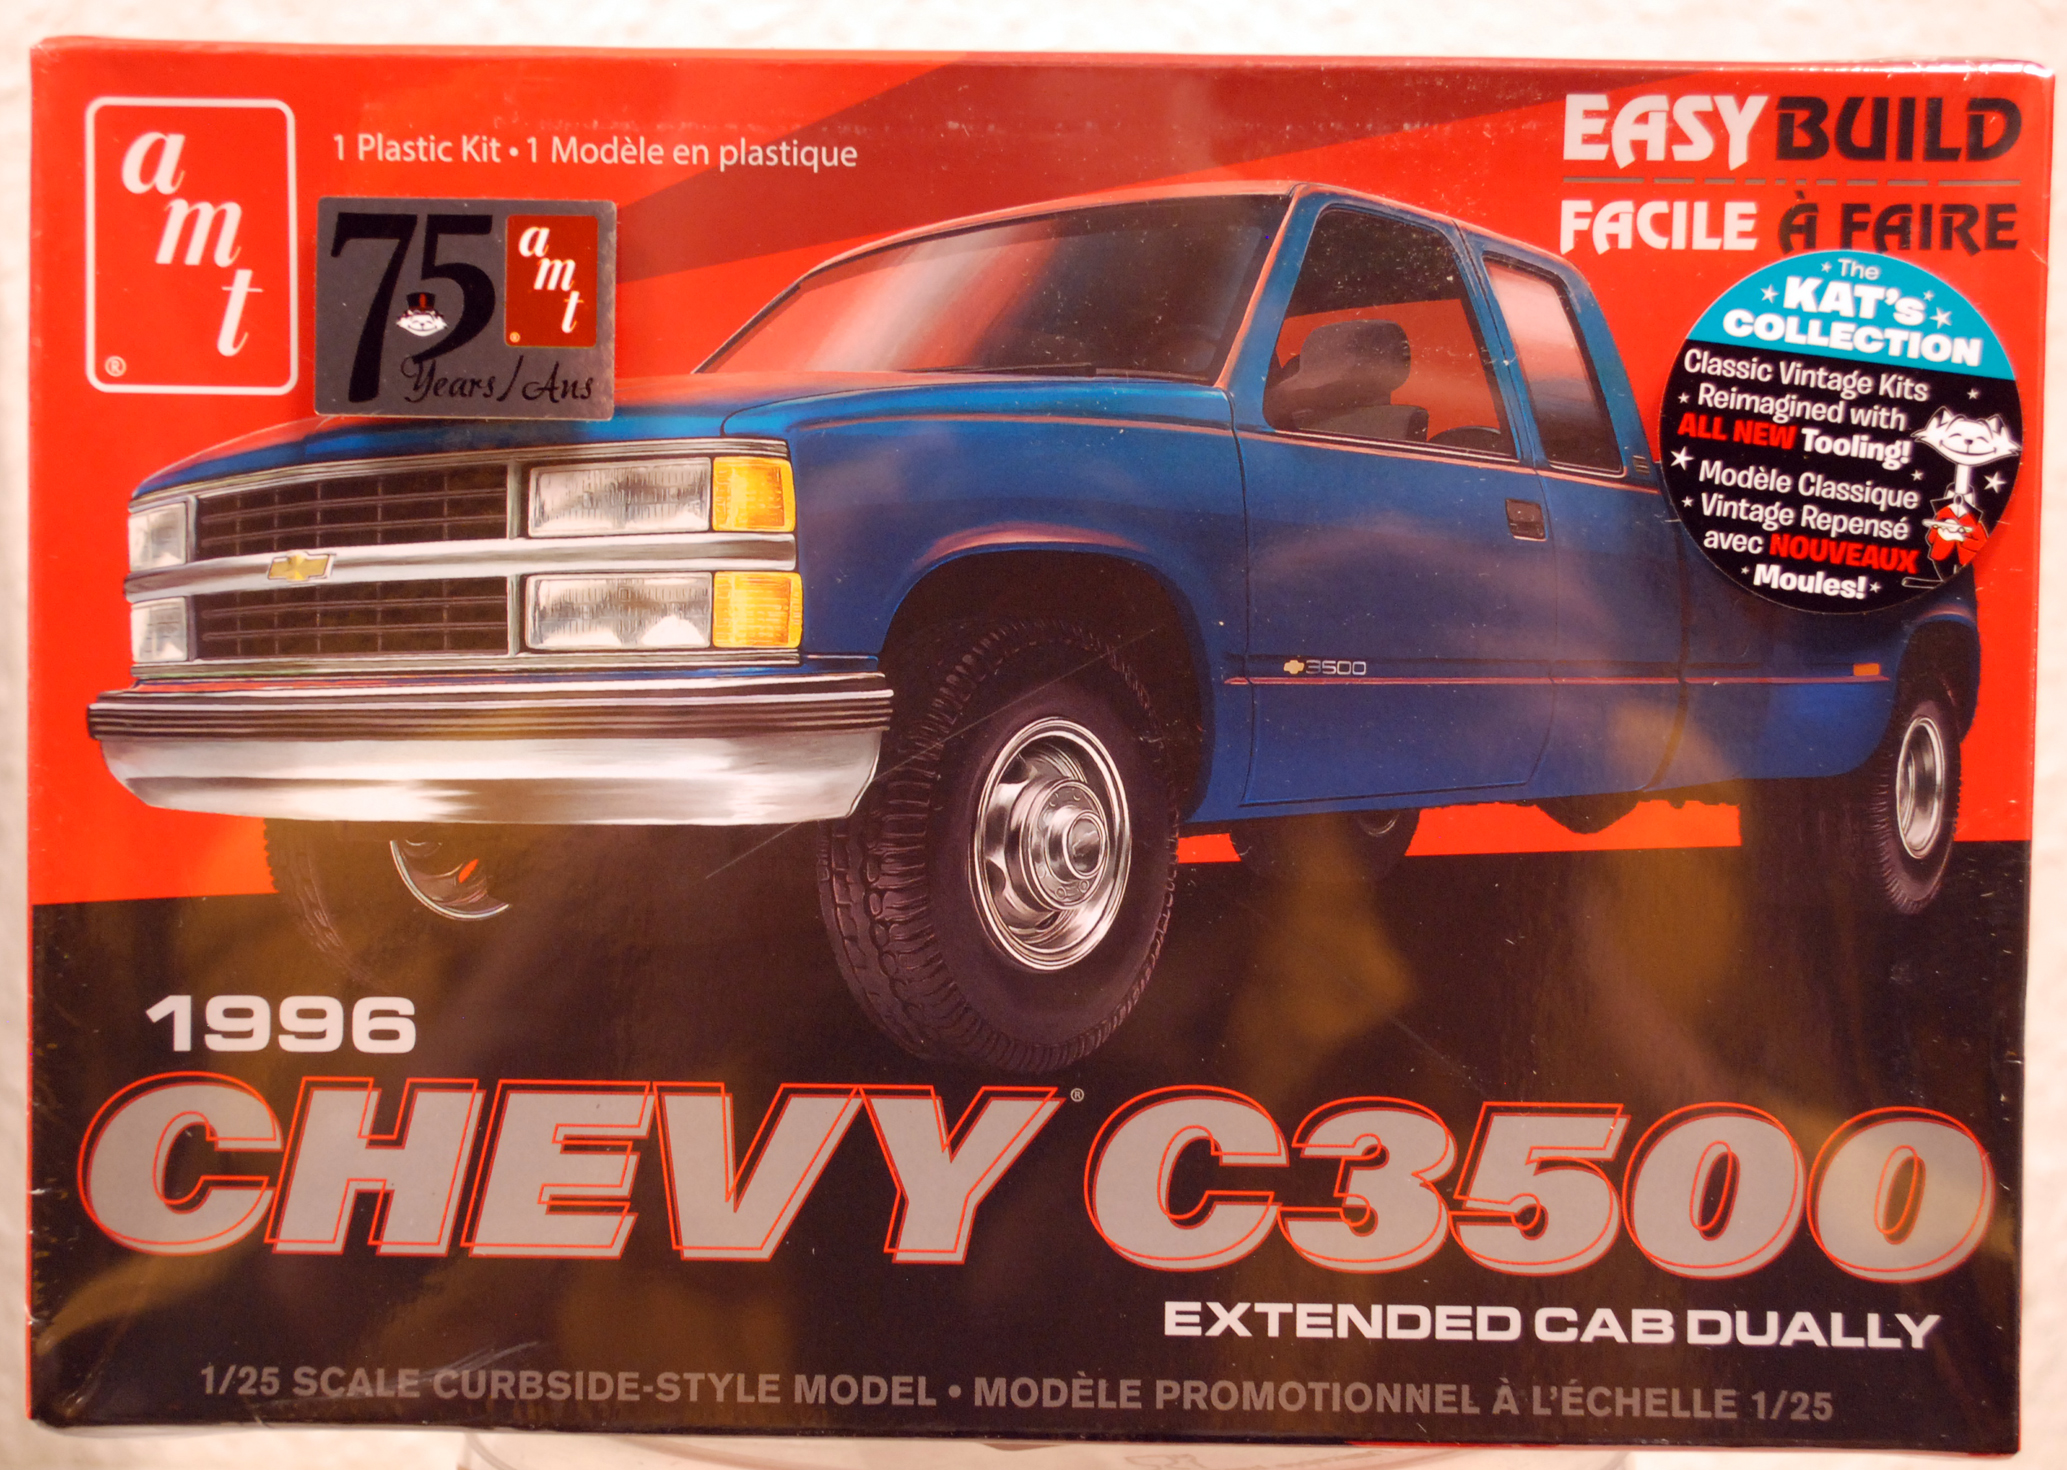 amt
®
1 Plastic Kit • 1 Modèle en plastique
75
amt
®
Years/Ans
EASY BUILD
FACILE À FAIRE
The
KAT's
COLLECTION
Classic Vintage Kits
Reimagined with
ALL NEW Tooling!
Modèle Classique
Vintage Repensé
avec NOUVEAUX
Moules!
3500
1996
CHEVY® C3500
EXTENDED CAB DUALLY
1/25 SCALE CURBSIDE-STYLE MODEL • MODÈLE PROMOTIONNEL À L'ÉCHELLE 1/25